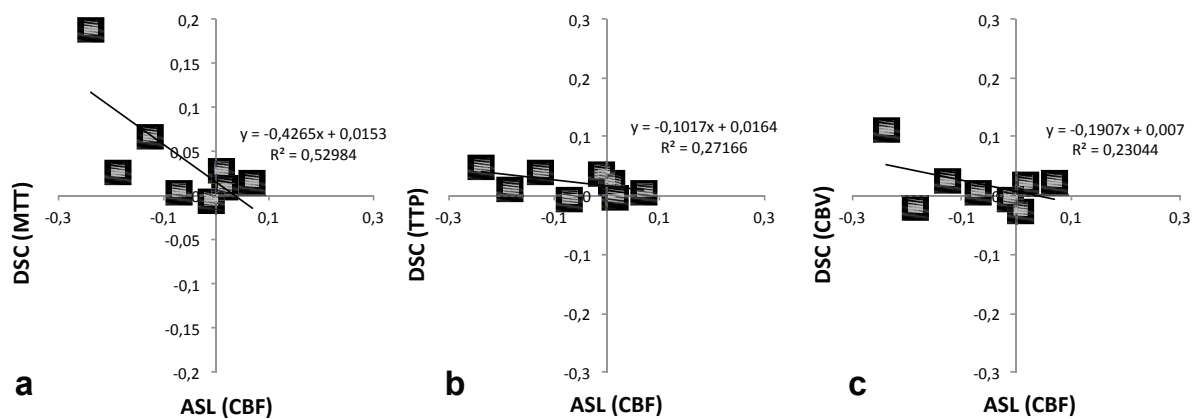 0,2
0,15
0,1
0,05
0
-0,05
-0,1
-0,15
-0,2
-0,3
-0,1
0,1
0,3
y = -0,4265x + 0,0153
R² = 0,52984
DSC (MTT)
ASL (CBF)
a
0,3
0,2
0,1
0
-0,1
-0,2
-0,3
-0,3
-0,1
0,1
0,3
y = -0,1017x + 0,0164
R² = 0,27166
DSC (TTP)
ASL (CBF)
b
0,3
0,2
0,1
-0,1
-0,2
-0,3
-0,3
-0,1
0,1
0,3
y = -0,1907x + 0,007
R² = 0,23044
DSC (CBV)
ASL (CBF)
c